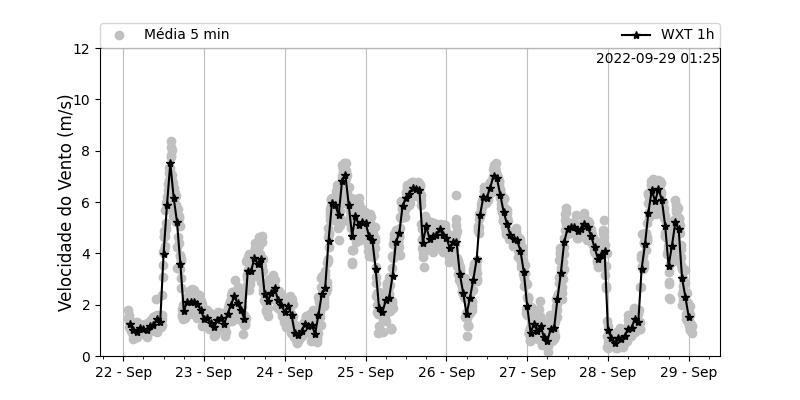 Média 5 min
WXT 1h
2022-09-29 01:25
Velocidade do Vento (m/s)
12
10
8
6
4
2
0
22 - Sep 23 - Sep 24 - Sep 25 - Sep 26 - Sep 27 - Sep 28 - Sep 29 - Sep